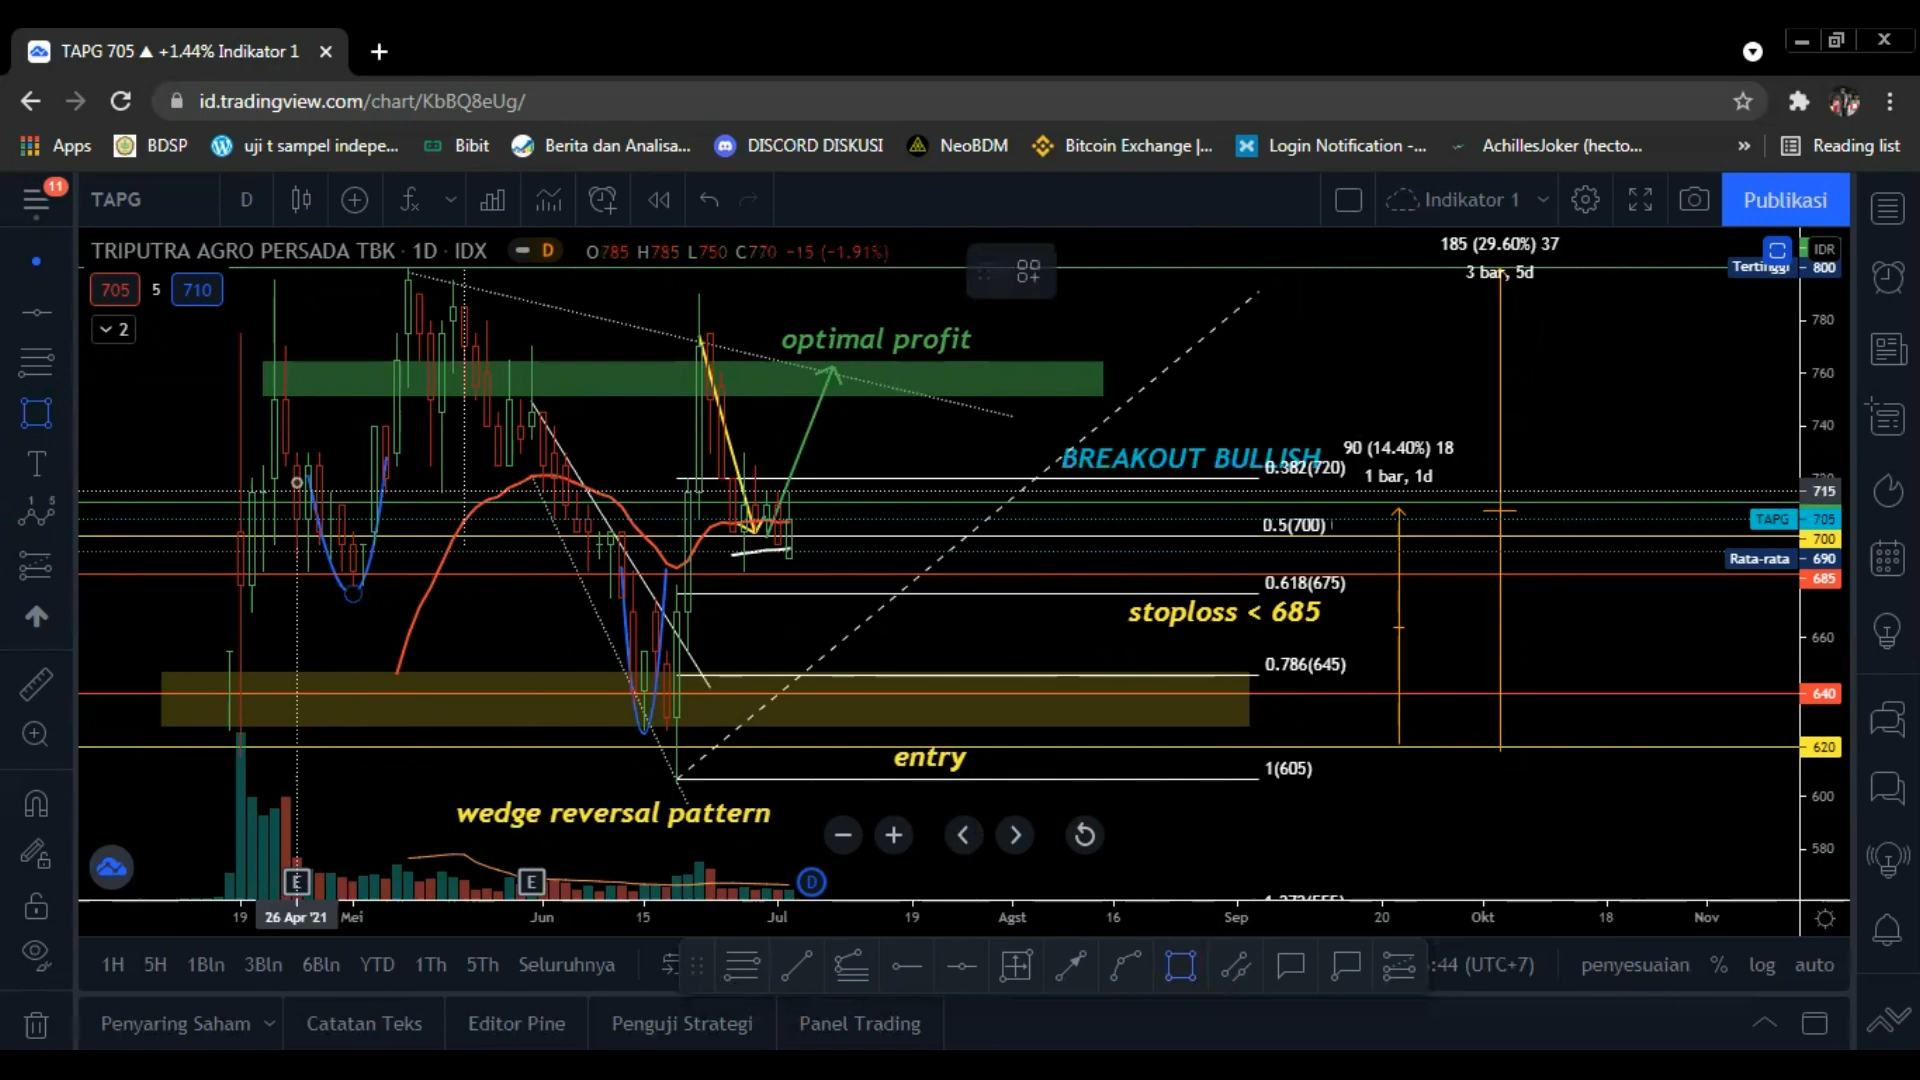 TAPG 705 ▲ +1.44% Indikator 1
id.tradingview.com/chart/KbBQ8eUg/
Apps BDSP uji t sampel indepe... Bibit Berita dan Analisa... DISCORD DISKUSI NeoBDM Bitcoin Exchange |... Login Notification -... AchillesJoker (hecto... » Reading list
11
TAPG D Indikator 1 Publikasi
TRIPUTRA AGRO PERSADA TBK · 1D · IDX D O785 H785 L750 C770 −15 (−1.91%)
185 (29.60%) 37
3 bar, 5d
IDR
Tertinggi 800
705 5 710
2
780
optimal profit
760
740
BREAKOUT BULLISH
90 (14.40%) 18
1 bar, 1d
0.382(720)
720
715
TAPG 705
0.5(700)
700
Rata-rata 690
685
0.618(675)
stoploss < 685
660
0.786(645)
640
620
entry
1(605)
600
wedge reversal pattern
580
E E D
19 26 Apr '21 Mei Jun 15 Jul 19 Agst 16 Sep 20 Okt 18 Nov
1H 5H 1Bln 3Bln 6Bln YTD 1Th 5Th Seluruhnya :44 (UTC+7) penyesuaian % log auto
Penyaring Saham Catatan Teks Editor Pine Penguji Strategi Panel Trading